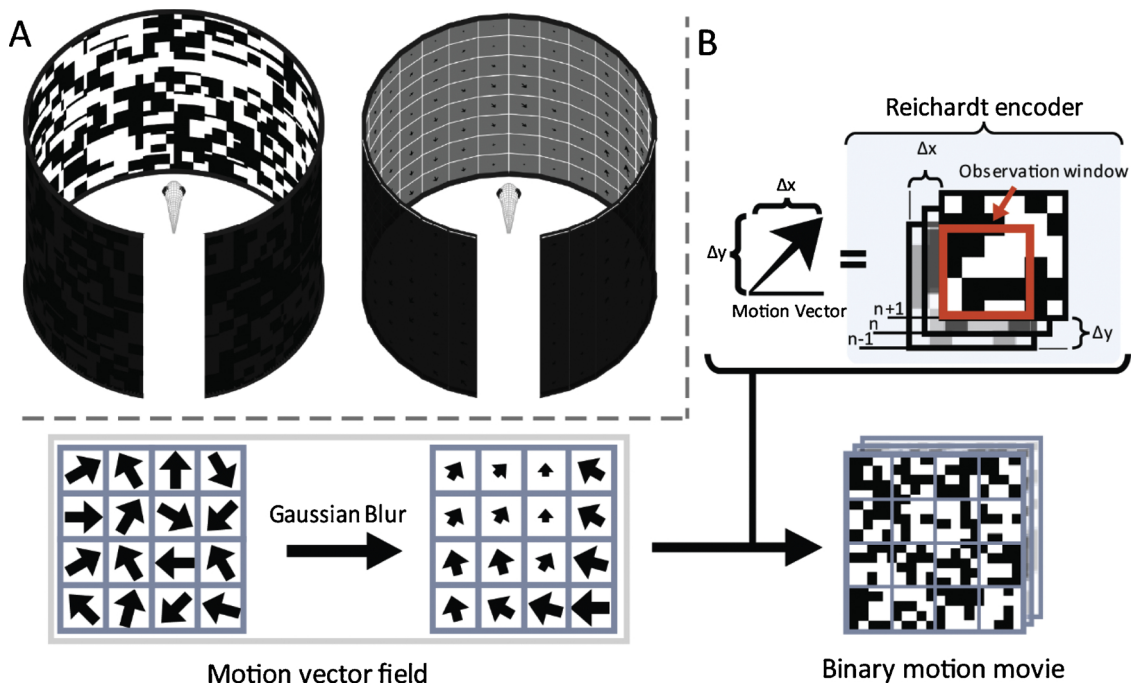 A
B
Reichardt encoder
Δx
Observation window
Δx
Δy
=
Motion Vector
n+1
n
n-1
Δy
Gaussian Blur
Motion vector field
Binary motion movie